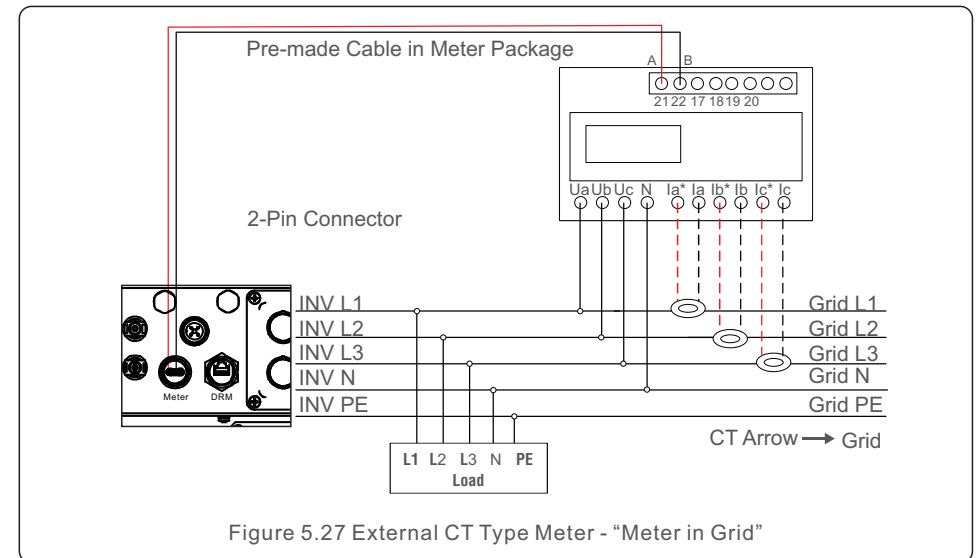 Pre-made Cable in Meter Package
A B
21 22 17 18 19 20
Ua Ub Uc N Ia* Ia Ib* Ib Ic* Ic
2-Pin Connector
INV L1 Grid L1
INV L2 Grid L2
INV L3 Grid L3
INV N Grid N
INV PE Grid PE
Meter DRM
CT Arrow → Grid
L1 L2 L3 N PE
Load
Figure 5.27 External CT Type Meter - “Meter in Grid”